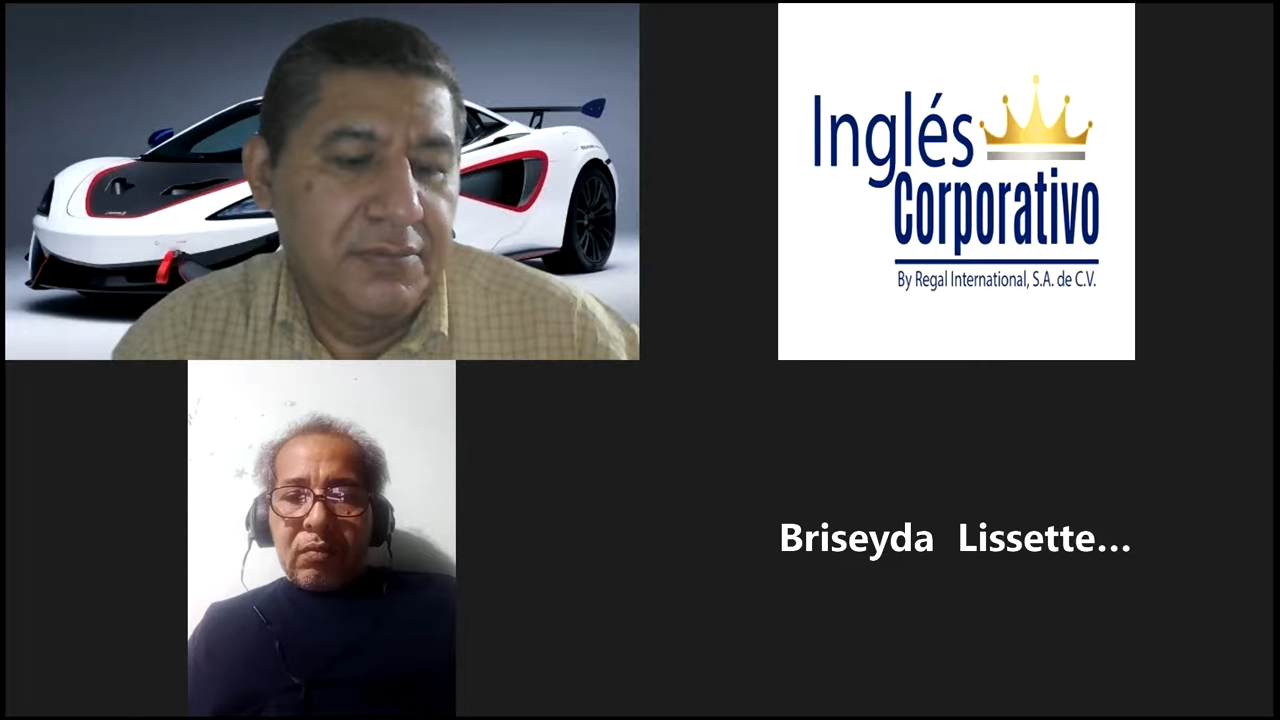 Inglés
Corporativo
By Regal International, S.A. de C.V.
Briseyda Lissette...